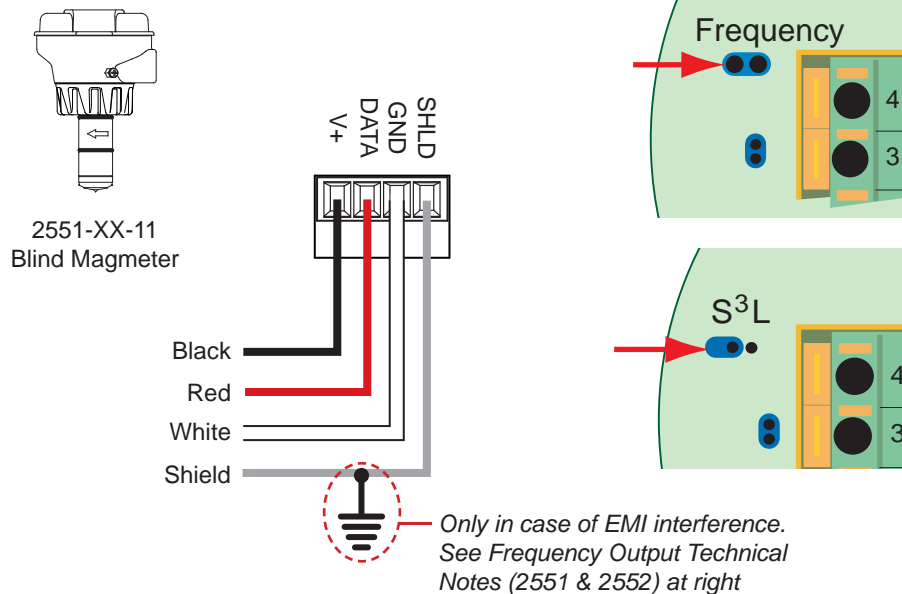 2551-XX-11
Blind Magmeter
V+
DATA
GND
SHLD
Black
Red
White
Shield
Only in case of EMI interference.
See Frequency Output Technical
Notes (2551 & 2552) at right
Frequency
4
3
S³L
4
3